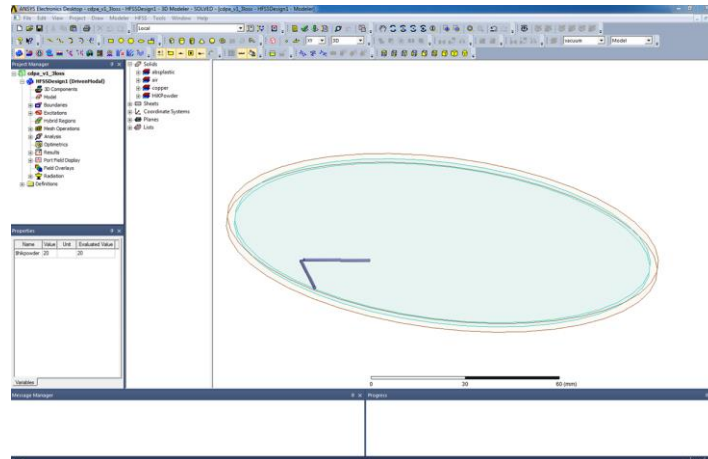 ANSYS Electronics Desktop - cdpa_v1_3loss - HFSSDesign1 - 3D Modeler - SOLVED - [cdpa_v1_3loss - HFSSDesign1 - Modeler]
File Edit View Project Draw Modeler HFSS Tools Window Help
Local
XY 3D vacuum Model
Project Manager
cdpa_v1_3loss
HFSSDesign1 (DrivenModal)
3D Components
Model
Boundaries
Excitations
Hybrid Regions
Mesh Operations
Analysis
Optimetrics
Results
Port Field Display
Field Overlays
Radiation
Definitions
Solids
absplastic
air
copper
HiKPowder
Sheets
Coordinate Systems
Planes
Lists
Properties
Name Value Unit Evaluated Value
$hikpowder 20 20
Variables
0 30 60 (mm)
Message Manager
Progress